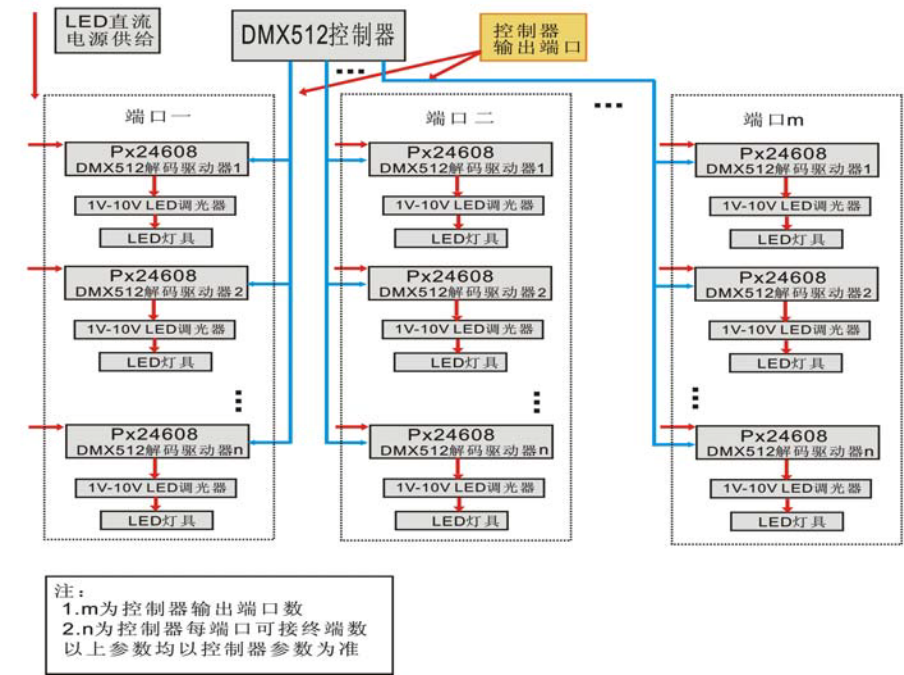 LED直流
电源供给
DMX512控制器
控制器
输出端口
端口一
Px24608
DMX512解码驱动器1
1V-10V LED调光器
LED灯具
Px24608
DMX512解码驱动器2
1V-10V LED调光器
LED灯具
Px24608
DMX512解码驱动器n
1V-10V LED调光器
LED灯具
端口二
Px24608
DMX512解码驱动器1
1V-10V LED调光器
LED灯具
Px24608
DMX512解码驱动器2
1V-10V LED调光器
LED灯具
Px24608
DMX512解码驱动器n
1V-10V LED调光器
LED灯具
端口m
Px24608
DMX512解码驱动器1
1V-10V LED调光器
LED灯具
Px24608
DMX512解码驱动器2
1V-10V LED调光器
LED灯具
Px24608
DMX512解码驱动器n
1V-10V LED调光器
LED灯具
注：
1.m为控制器输出端口数
2.n为控制器每端口可接终端数
以上参数均以控制器参数为准